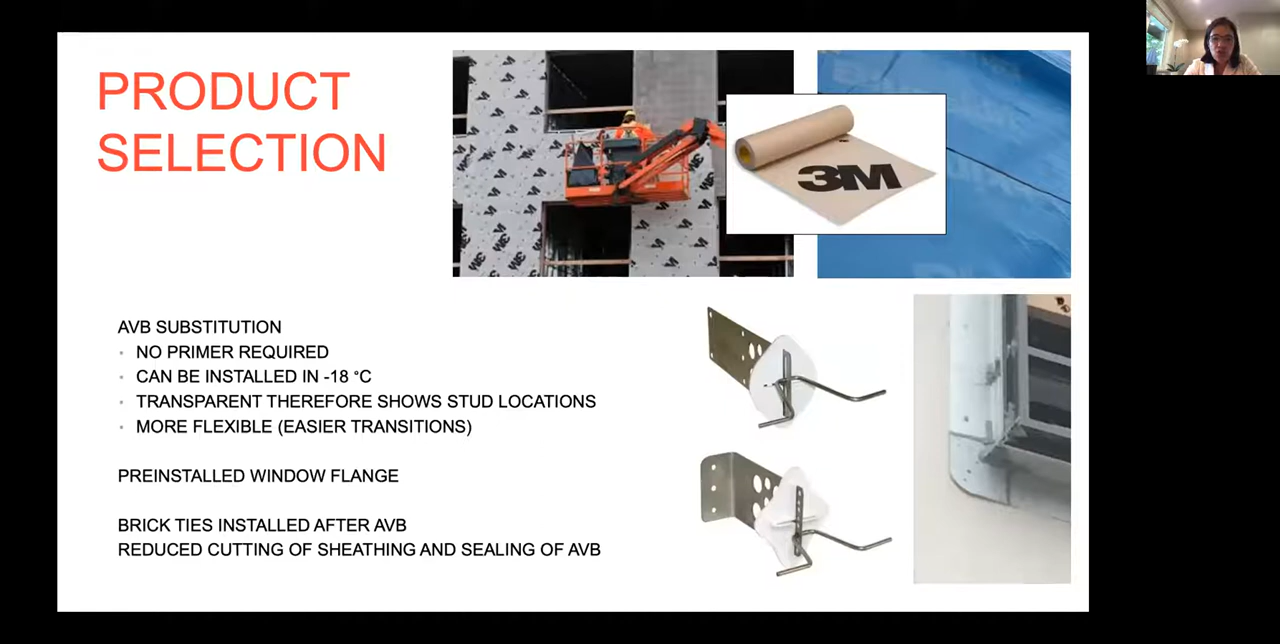 PRODUCT
SELECTION
3M
AVB SUBSTITUTION
· NO PRIMER REQUIRED
· CAN BE INSTALLED IN -18 °C
· TRANSPARENT THEREFORE SHOWS STUD LOCATIONS
· MORE FLEXIBLE (EASIER TRANSITIONS)
PREINSTALLED WINDOW FLANGE
BRICK TIES INSTALLED AFTER AVB
REDUCED CUTTING OF SHEATHING AND SEALING OF AVB